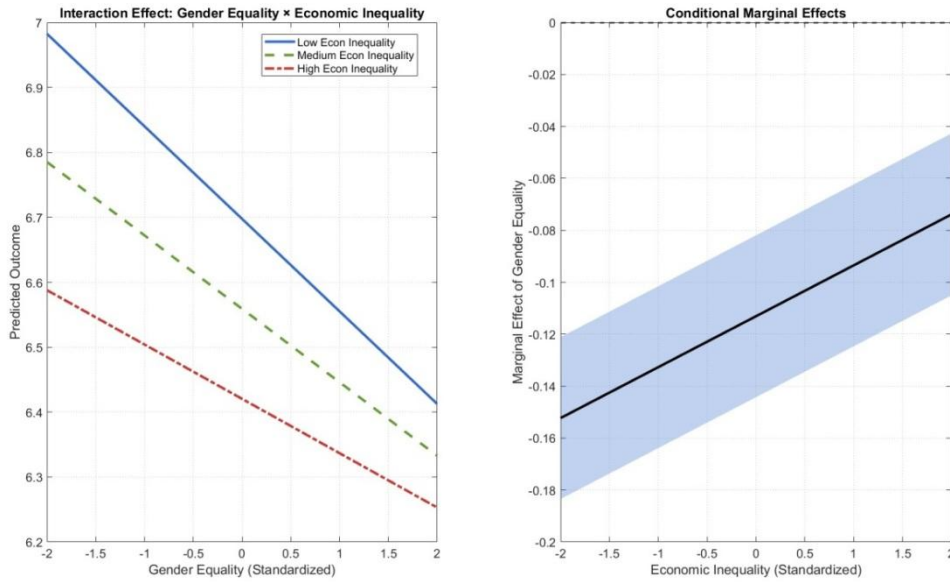 Interaction Effect: Gender Equality × Economic Inequality
Low Econ Inequality
Medium Econ Inequality
High Econ Inequality
Predicted Outcome
7
6.9
6.8
6.7
6.6
6.5
6.4
6.3
6.2
-2 -1.5 -1 -0.5 0 0.5 1 1.5 2
Gender Equality (Standardized)
Conditional Marginal Effects
Marginal Effect of Gender Equality
0
-0.02
-0.04
-0.06
-0.08
-0.1
-0.12
-0.14
-0.16
-0.18
-0.2
-2 -1.5 -1 -0.5 0 0.5 1 1.5 2
Economic Inequality (Standardized)